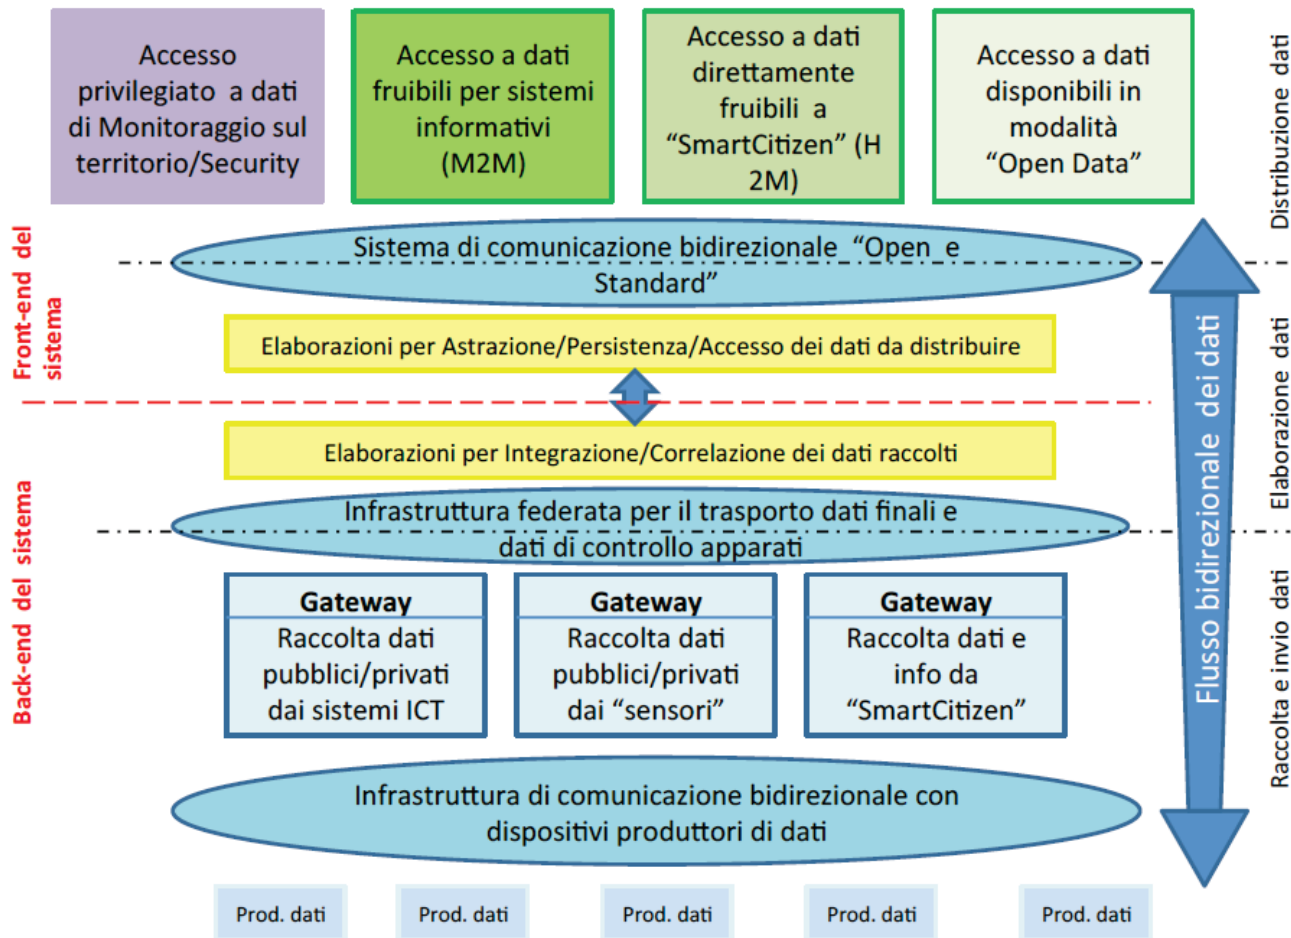 Accesso
privilegiato a dati
di Monitoraggio sul
territorio/Security
Accesso a dati
fruibili per sistemi
informativi
(M2M)
Accesso a dati
direttamente
fruibili a
“SmartCitizen” (H
2M)
Accesso a dati
disponibili in
modalità
“Open Data”
Distribuzione dati
Front-end del
sistema
Sistema di comunicazione bidirezionale “Open e
Standard”
Elaborazioni per Astrazione/Persistenza/Accesso dei dati da distribuire
Elaborazione dati
Flusso bidirezionale dei dati
Back-end del sistema
Elaborazioni per Integrazione/Correlazione dei dati raccolti
Infrastruttura federata per il trasporto dati finali e
dati di controllo apparati
Gateway
Raccolta dati
pubblici/privati
dai sistemi ICT
Gateway
Raccolta dati
pubblici/privati
dai “sensori”
Gateway
Raccolta dati e
info da
“SmartCitizen”
Raccolta e invio dati
Infrastruttura di comunicazione bidirezionale con
dispositivi produttori di dati
Prod. dati
Prod. dati
Prod. dati
Prod. dati
Prod. dati